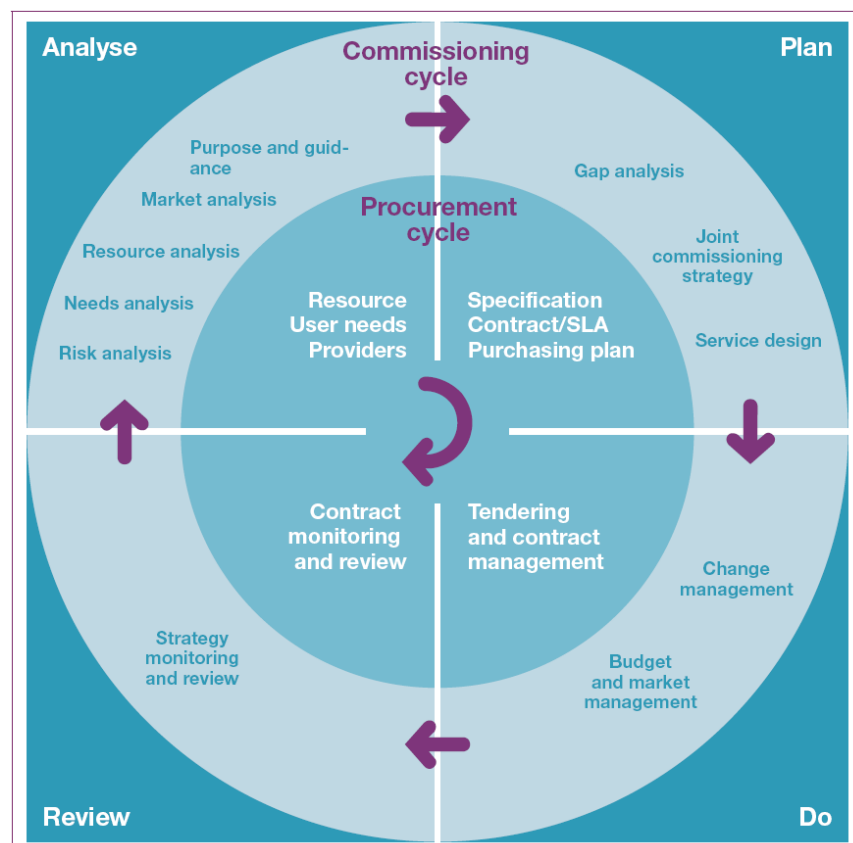 Analyse
Plan
Commissioning
cycle
Purpose and guid-
ance
Market analysis
Resource analysis
Needs analysis
Risk analysis
Gap analysis
Joint
commissioning
strategy
Service design
Procurement
cycle
Resource
User needs
Providers
Specification
Contract/SLA
Purchasing plan
Contract
monitoring
and review
Tendering
and contract
management
Change
management
Budget
and market
management
Strategy
monitoring
and review
Review
Do